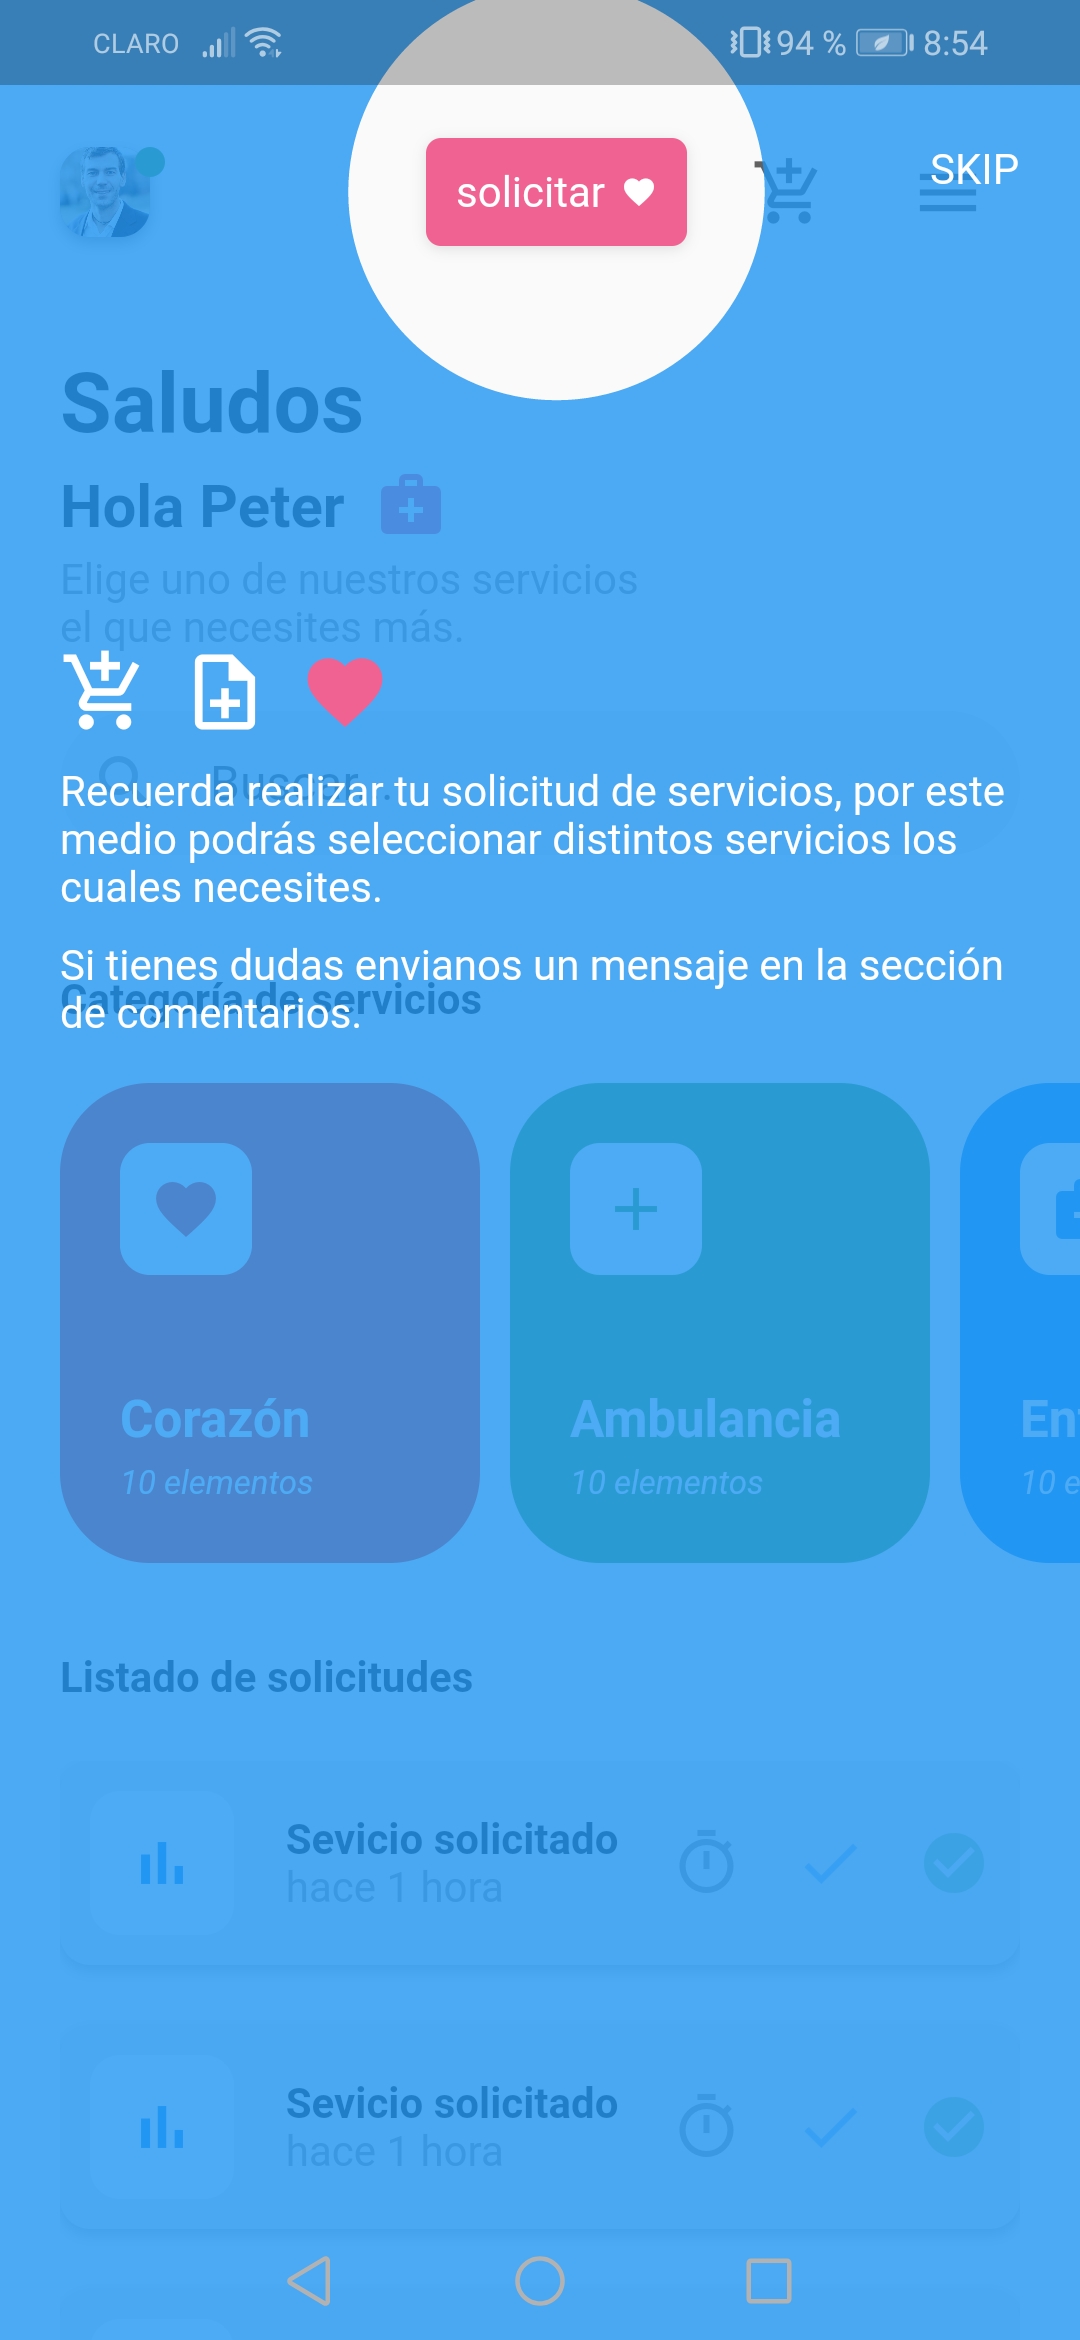 CLARO 94 % 8:54
solicitar
SKIP
Saludos
Hola Peter
Elige uno de nuestros servicios
el que necesites más.
Buscar...
Recuerda realizar tu solicitud de servicios, por este
medio podrás seleccionar distintos servicios los
cuales necesites.
Si tienes dudas envianos un mensaje en la sección
de comentarios.
Categoría de servicios
Corazón
10 elementos
Ambulancia
10 elementos
10
Listado de solicitudes
Sevicio solicitado
hace 1 hora
Sevicio solicitado
hace 1 hora